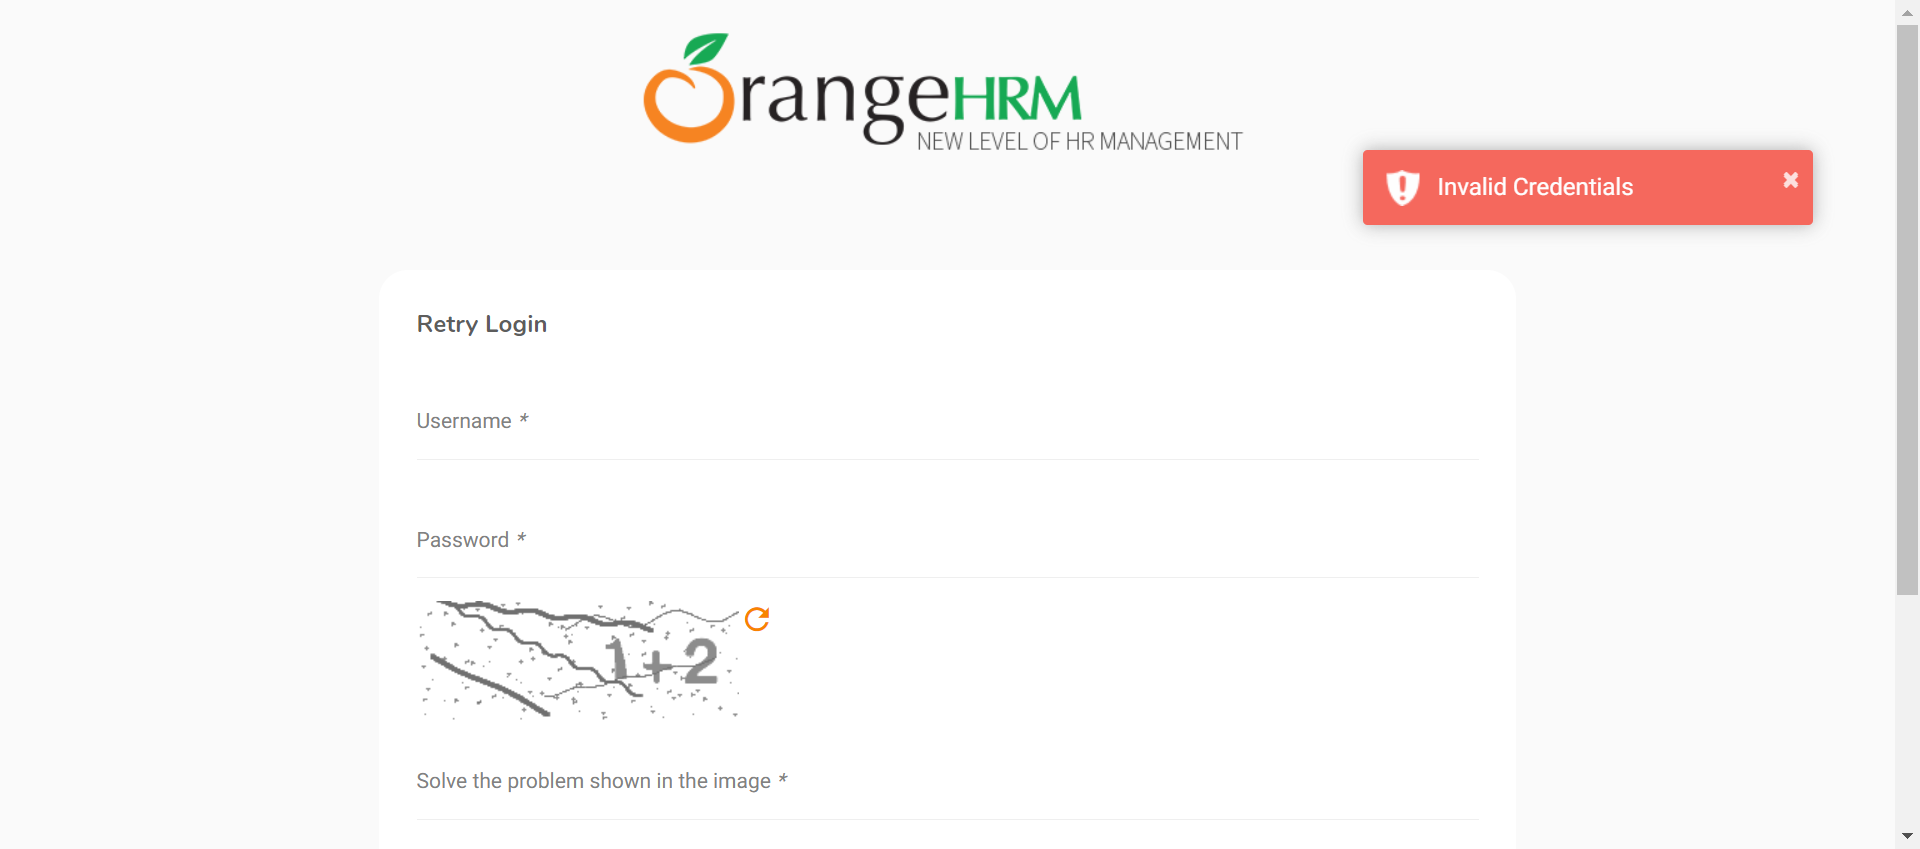 OrangeHRM
NEW LEVEL OF HR MANAGEMENT
Invalid Credentials
Retry Login
Username *
Password *
1+2
Solve the problem shown in the image *